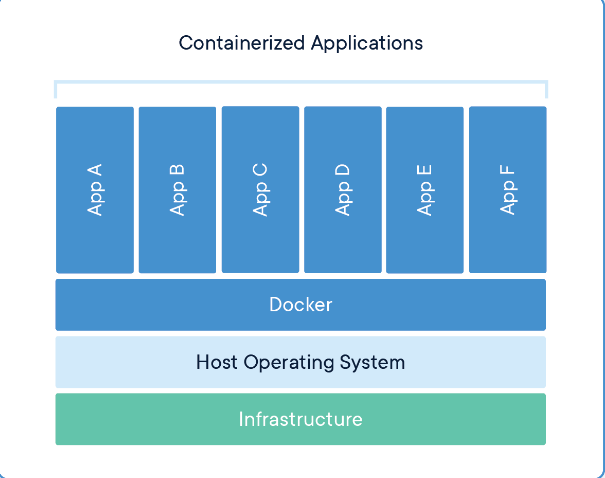 Containerized Applications
App A
App B
App C
App D
App E
App F
Docker
Host Operating System
Infrastructure